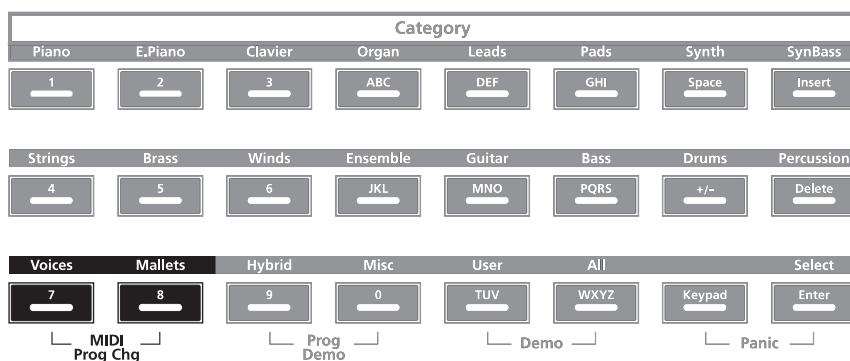 Category
Piano E.Piano Clavier Organ Leads Pads Synth SynBass
1 2 3 ABC DEF GHI Space Insert
Strings Brass Winds Ensemble Guitar Bass Drums Percussion
4 5 6 JKL MNO PQRS +/– Delete
Voices Mallets Hybrid Misc User All Select
7 8 9 0 TUV WXYZ Keypad Enter
MIDI Prog Demo Panic
Prog Chg Demo